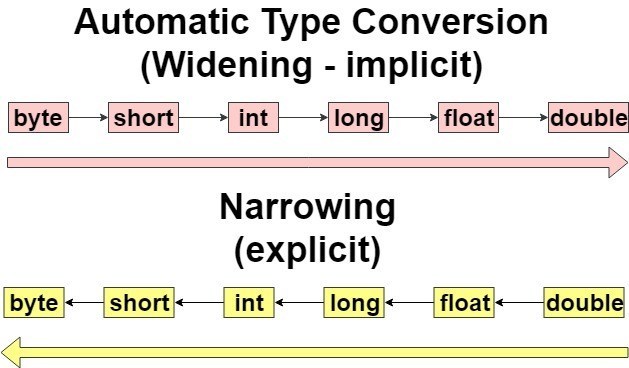 Automatic Type Conversion
(Widening - implicit)
byte short int long float double
Narrowing
(explicit)
byte short int long float double